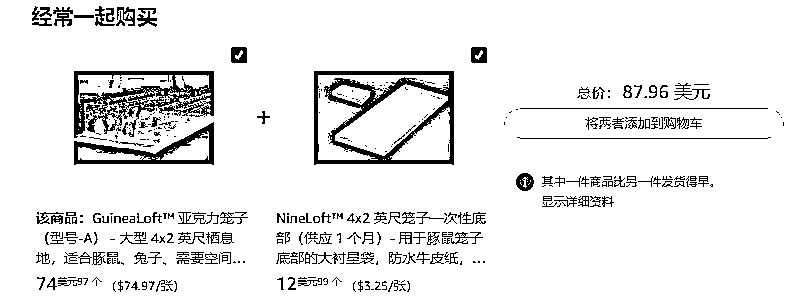 经常一起购买
总价：87.96 美元
将两者添加到购物车
其中一件商品比另一件发货得早。
显示详细资料
该商品：GuineaLoft™ 亚克力笼子
（型号-A） - 大型 4x2 英尺栖息
地，适合豚鼠、兔子、需要空间...
74美元97 个 ($74.97/张)
NineLoft™ 4x2 英尺笼子一次性底
部（供应 1 个月）- 用于豚鼠笼子
底部的大衬垦袋，防水牛皮纸，...
12美元99 个 ($3.25/张)